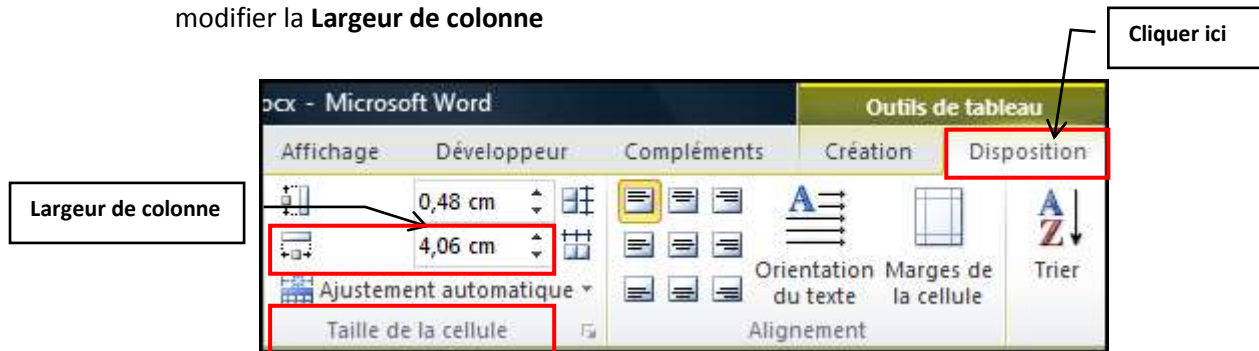 modifier la Largeur de colonne
Cliquer ici
ocx - Microsoft Word
Outils de tableau
Affichage Développeur Compléments Création Disposition
Largeur de colonne
0,48 cm
4,06 cm
Ajustement automatique
Orientation du texte
Marges de la cellule
A
Z
Trier
Taille de la cellule
Alignement